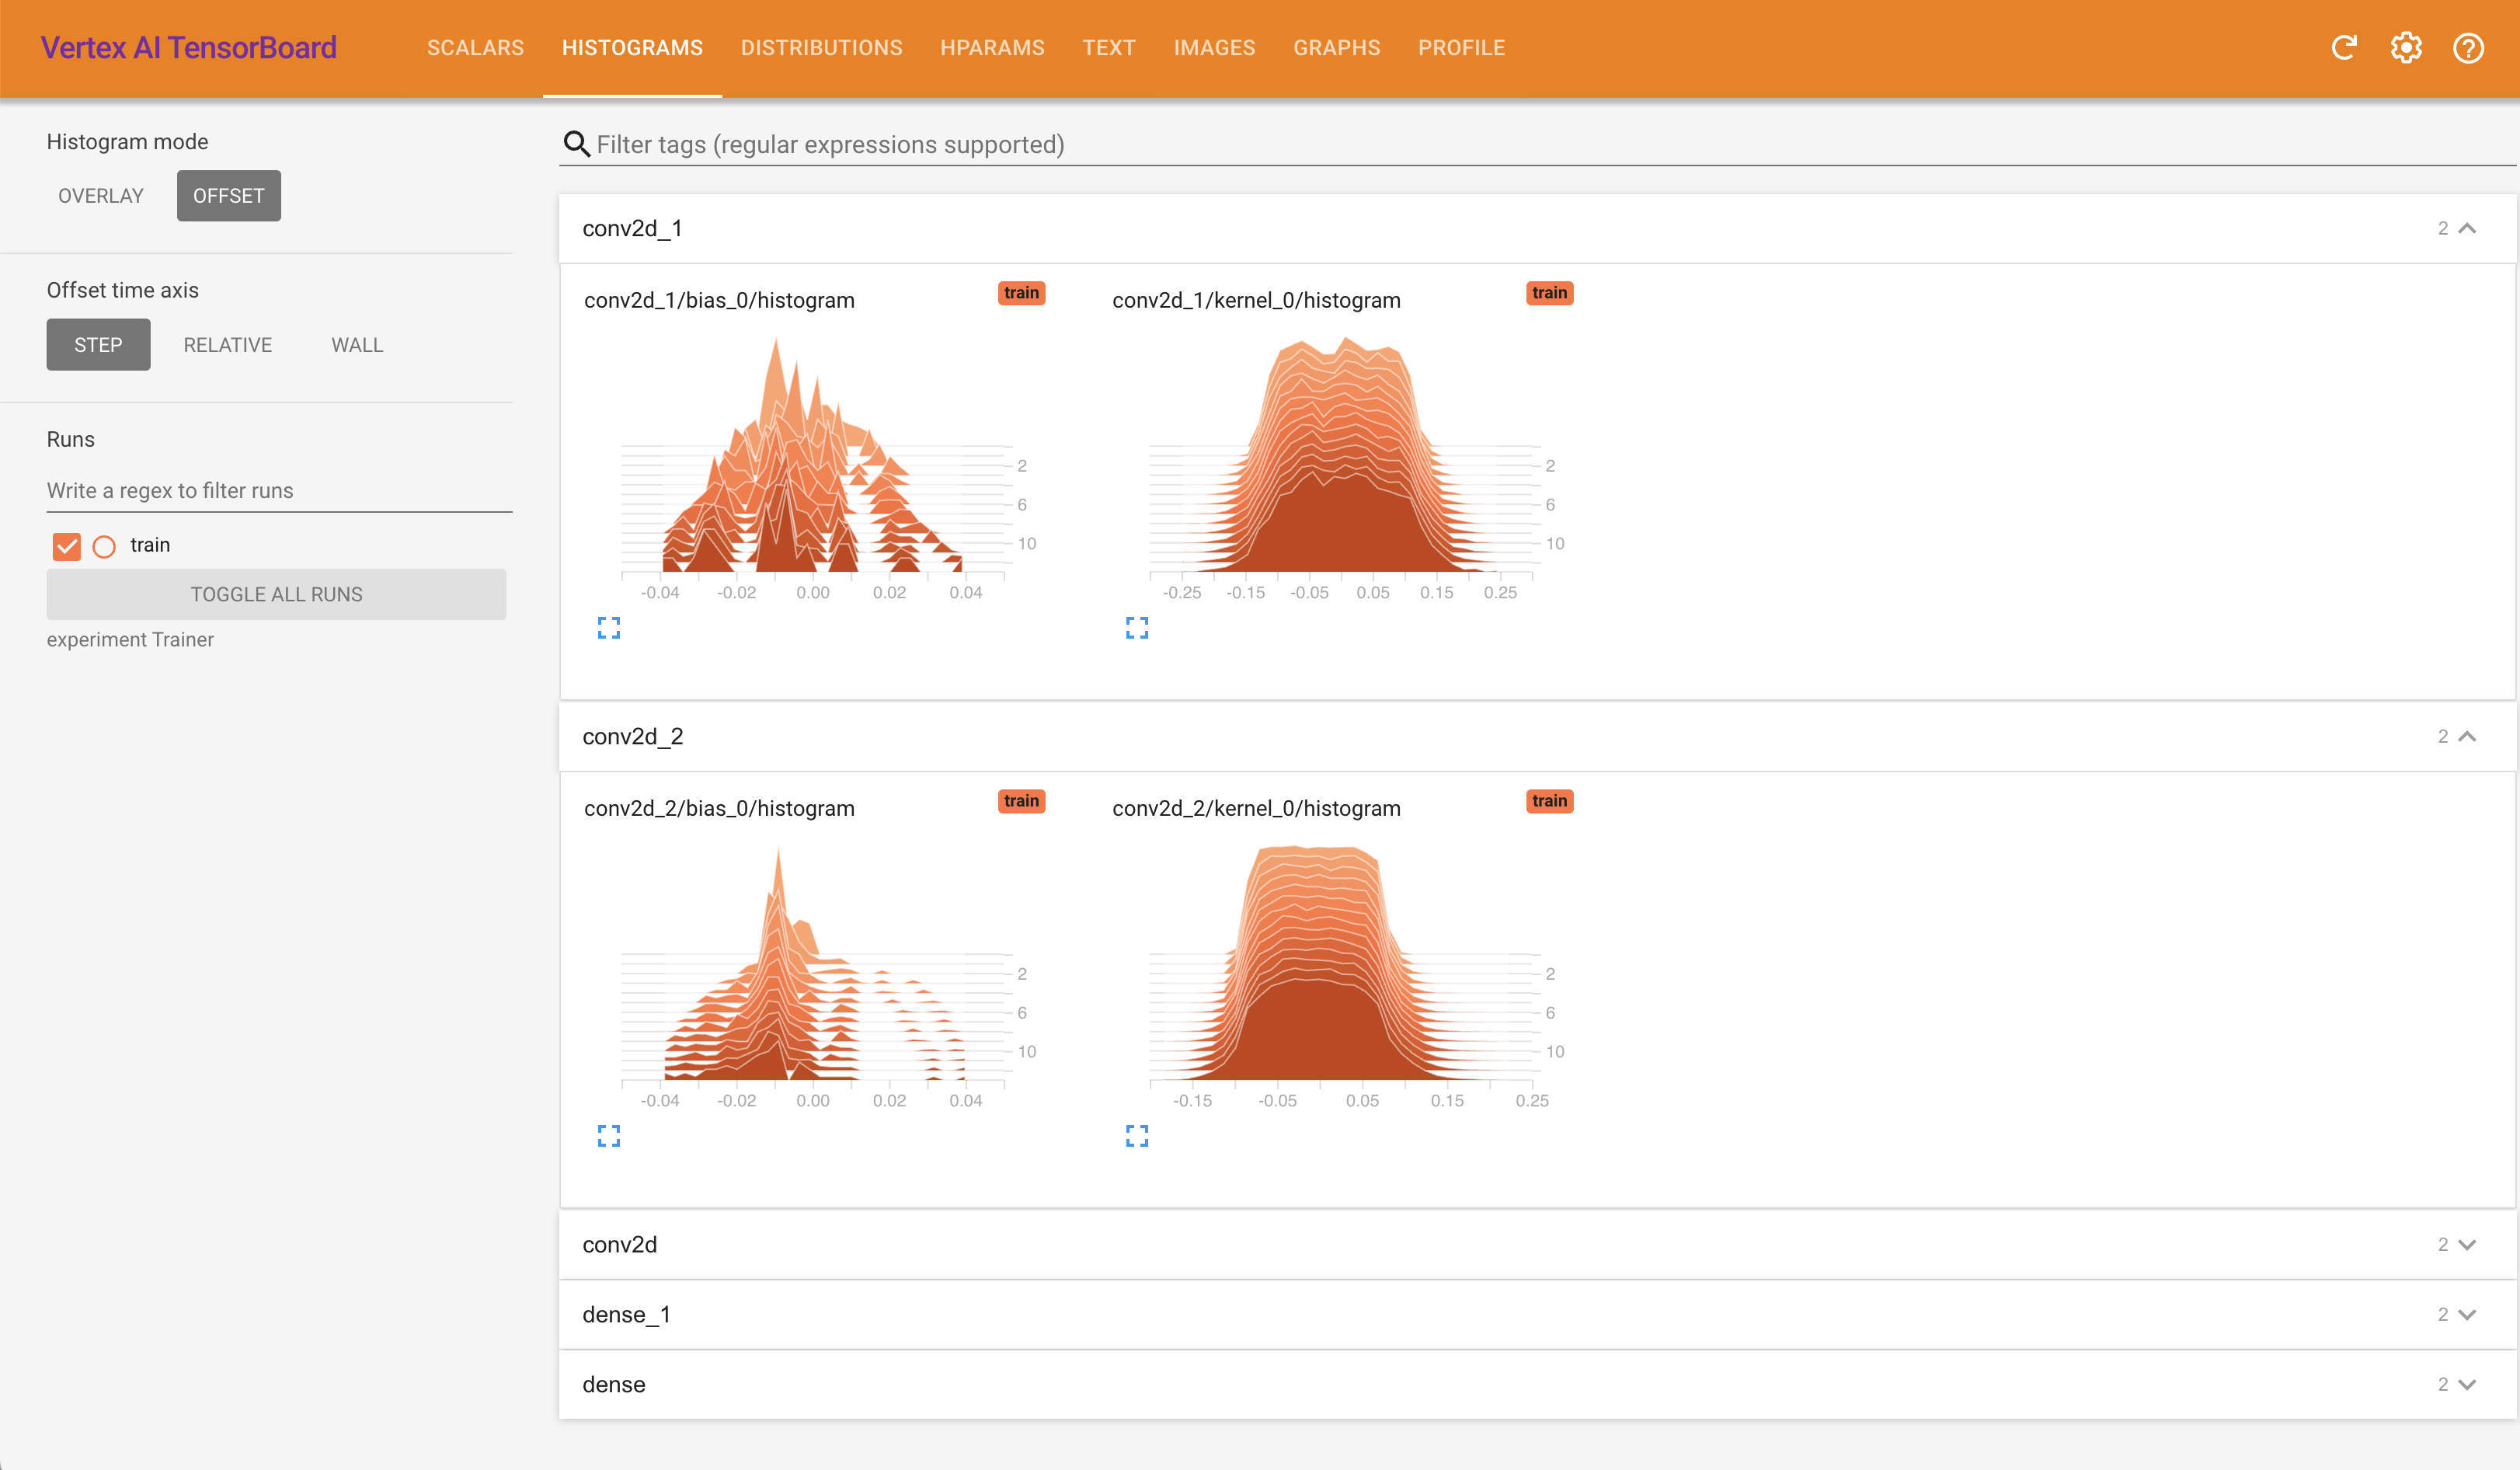 Vertex AI TensorBoard
SCALARS HISTOGRAMS DISTRIBUTIONS HPARAMS TEXT IMAGES GRAPHS PROFILE
Histogram mode
OVERLAY OFFSET
Offset time axis
STEP RELATIVE WALL
Runs
Write a regex to filter runs
train
TOGGLE ALL RUNS
experiment Trainer
Filter tags (regular expressions supported)
conv2d_1 2
conv2d_1/bias_0/histogram train
2
6
10
-0.04 -0.02 0.00 0.02 0.04
conv2d_1/kernel_0/histogram train
2
6
10
-0.25 -0.15 -0.05 0.05 0.15 0.25
conv2d_2 2
conv2d_2/bias_0/histogram train
2
6
10
-0.04 -0.02 0.00 0.02 0.04
conv2d_2/kernel_0/histogram train
2
6
10
-0.15 -0.05 0.05 0.15 0.25
conv2d 2
dense_1 2
dense 2